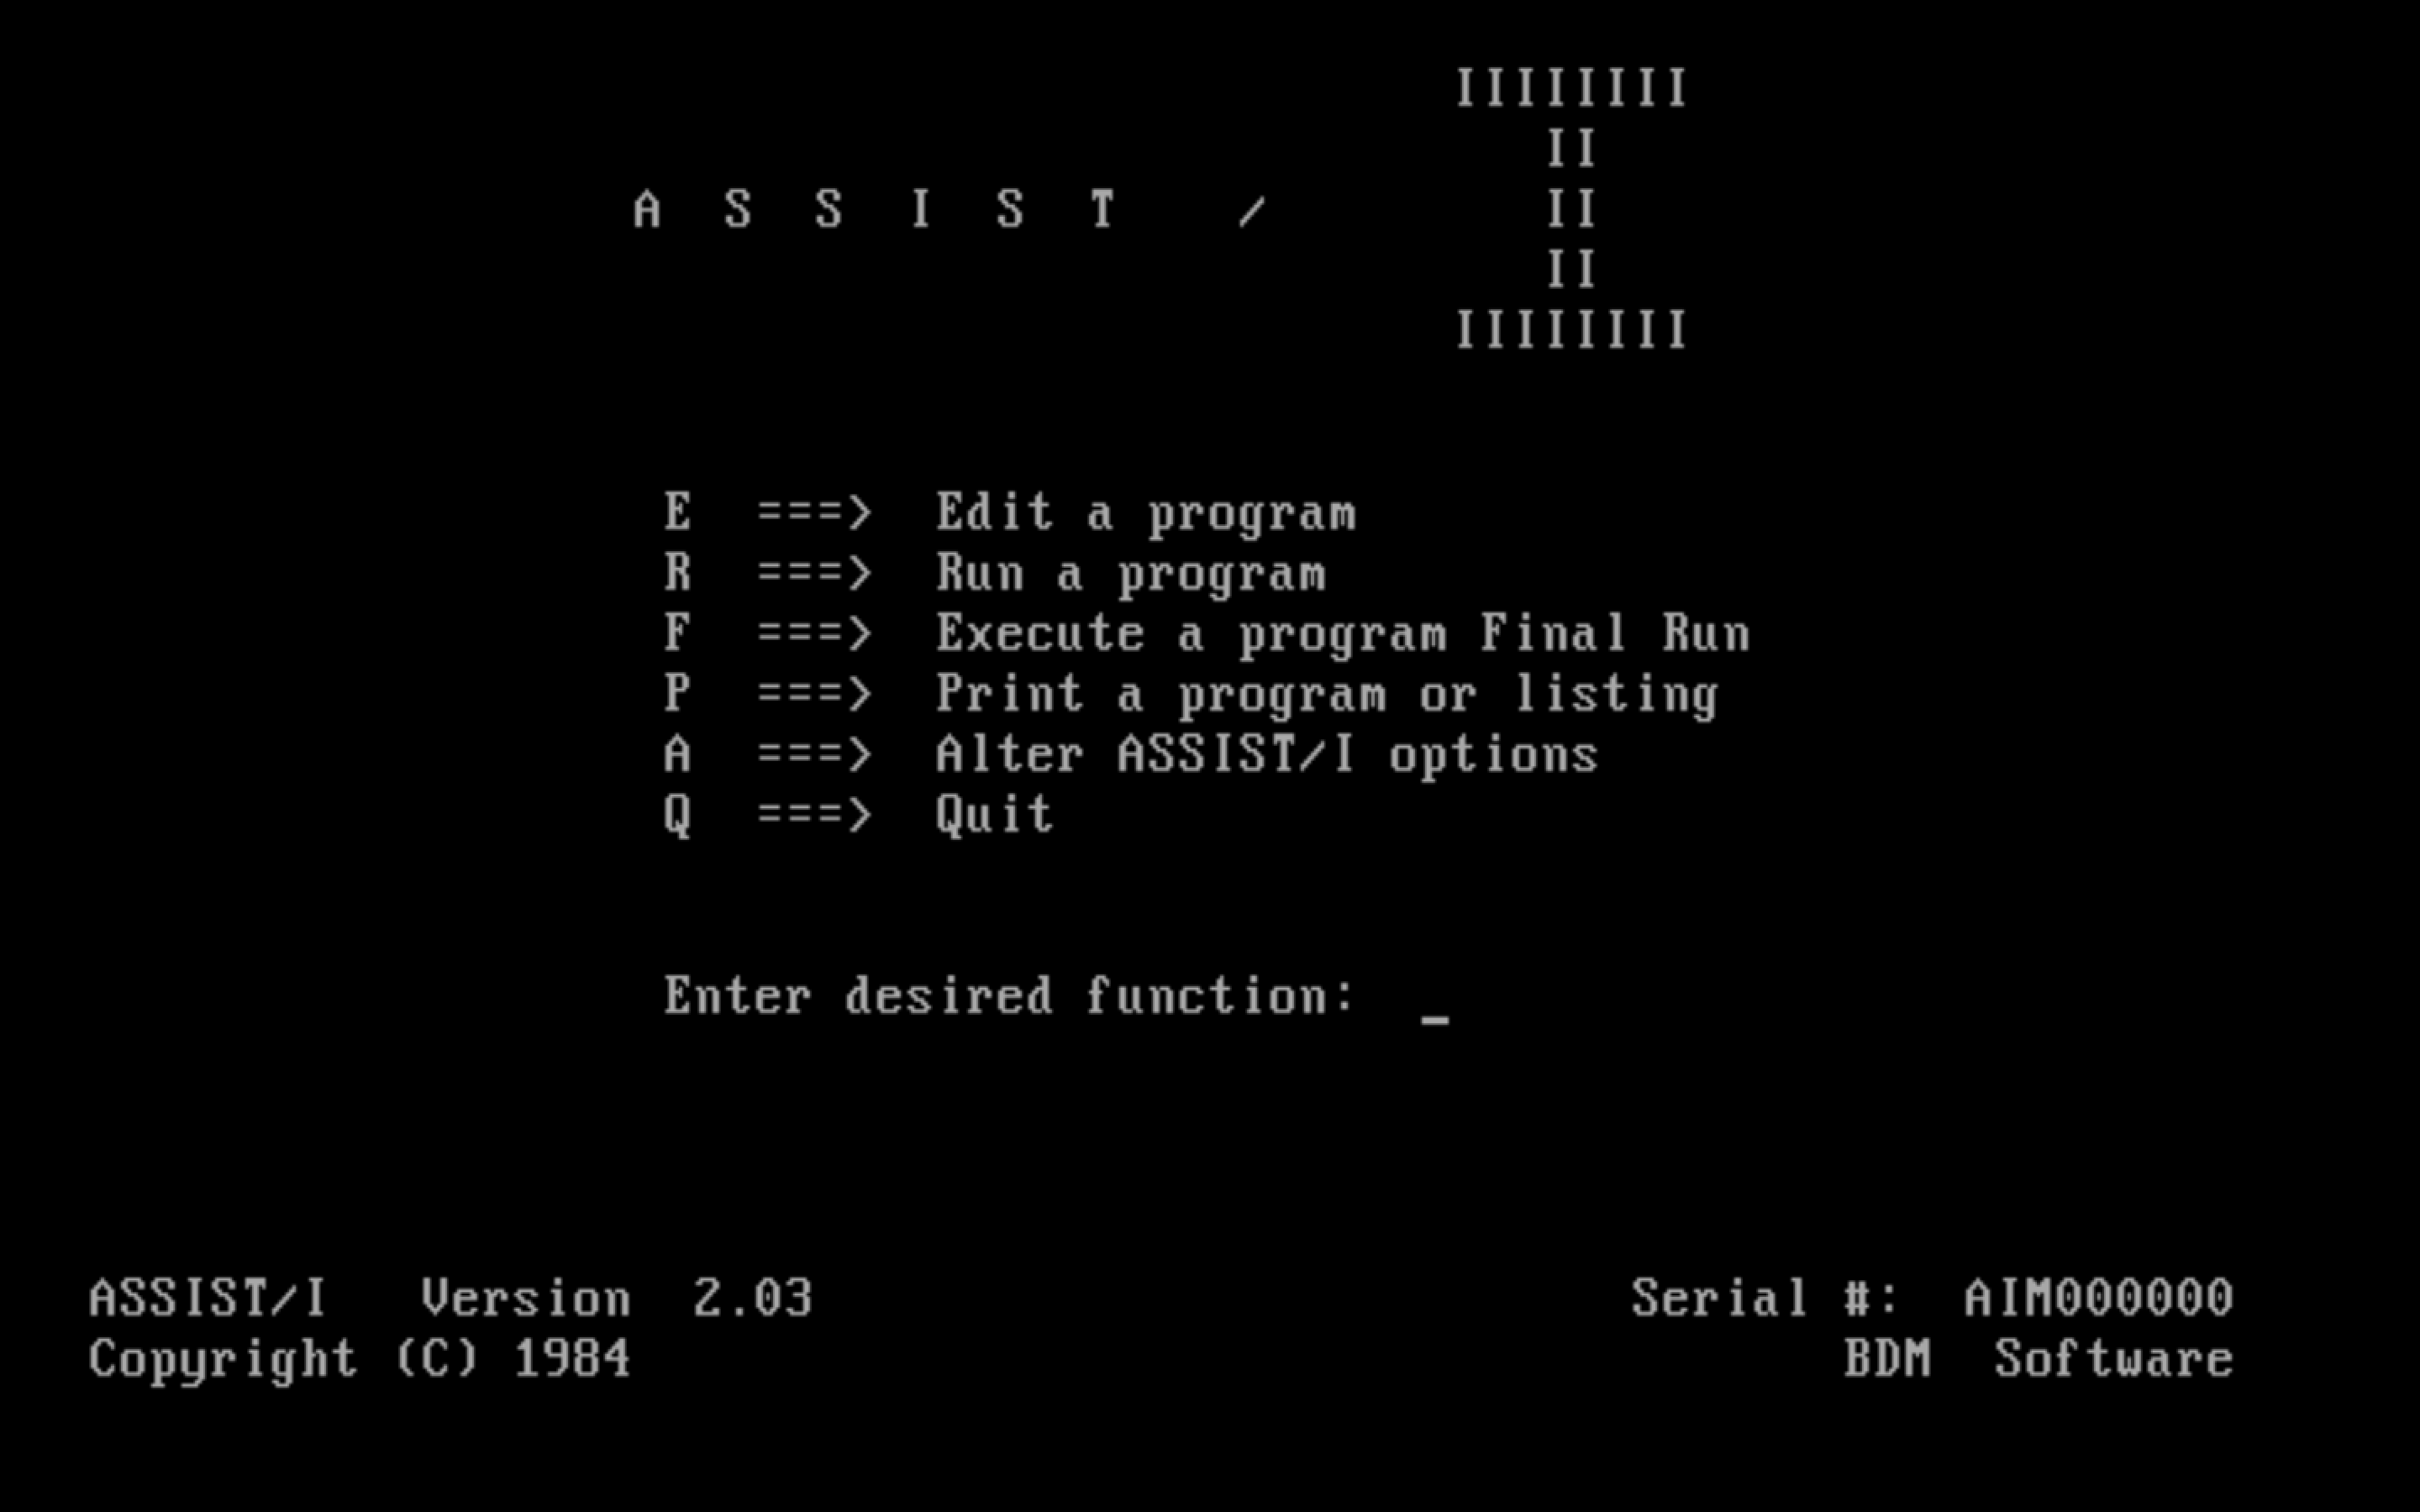 IIIIIIII
II
A S S I S T / II
II
IIIIIIII
E ===> Edit a program
R ===> Run a program
F ===> Execute a program Final Run
P ===> Print a program or listing
A ===> Alter ASSIST/I options
Q ===> Quit
Enter desired function: _
ASSIST/I Version 2.03 Serial #: AIM000000
Copyright (C) 1984 BDM Software